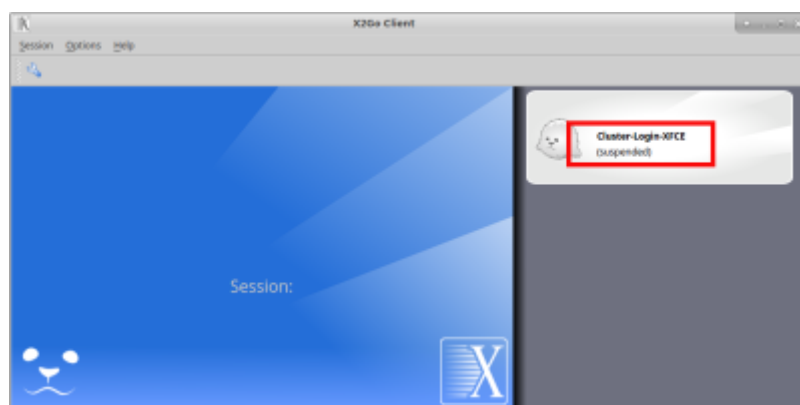 X2Go Client
Session Options Help
Cluster-Login-XFCE
(suspended)
Session:
X